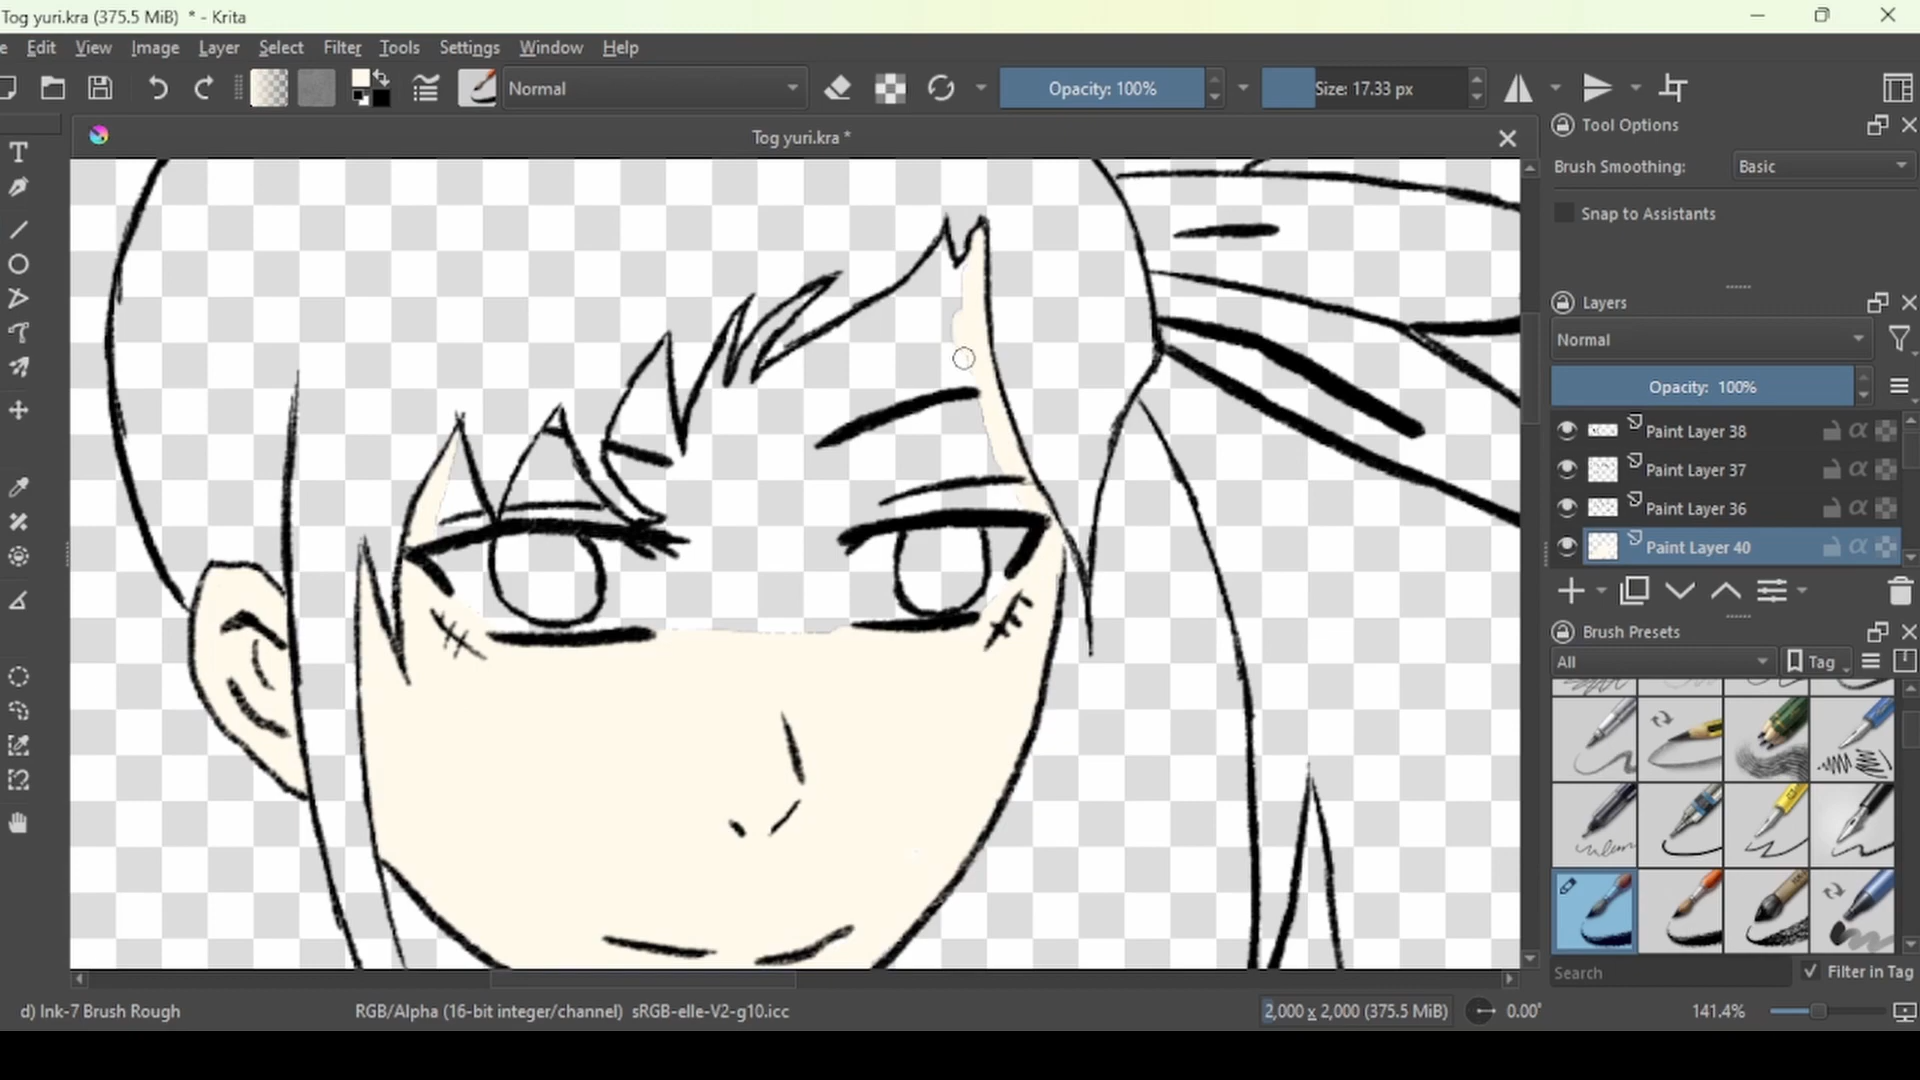 Tog yuri.kra (375.5 MiB) * - Krita
e Edit View Image Layer Select Filter Tools Settings Window Help
Normal Opacity: 100% Size: 17.33 px
Tog yuri.kra *
Tool Options
Brush Smoothing: Basic
Snap to Assistants
Layers
Normal
Opacity: 100%
Paint Layer 38
Paint Layer 37
Paint Layer 36
Paint Layer 40
Brush Presets
All Tag
Search Filter in Tag
d) Ink-7 Brush Rough RGB/Alpha (16-bit integer/channel) sRGB-elle-V2-g10.icc 2,000 x 2,000 (375.5 MiB) 0.00° 141.4%